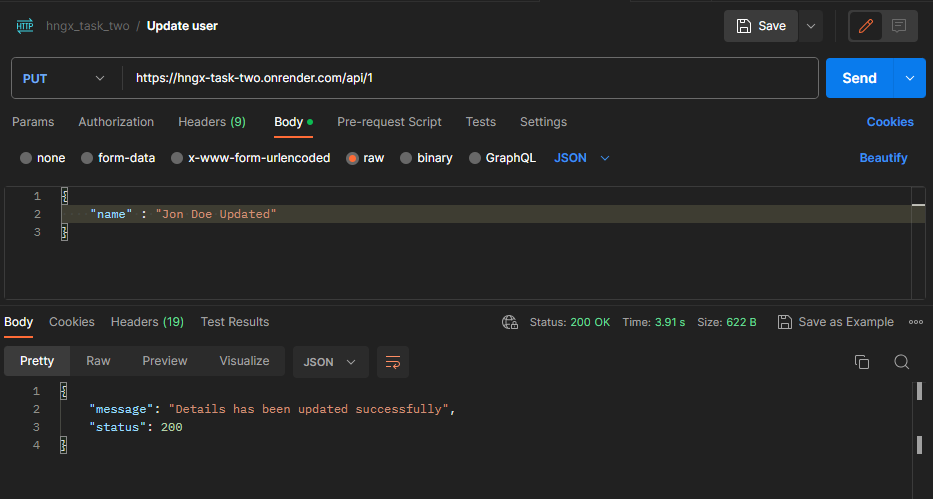 HTTP hngx_task_two / Update user Save
PUT https://hngx-task-two.onrender.com/api/1 Send
Params Authorization Headers (9) Body Pre-request Script Tests Settings Cookies
none form-data x-www-form-urlencoded raw binary GraphQL JSON Beautify
1 {
2 "name" : "Jon Doe Updated"
3 }
Body Cookies Headers (19) Test Results Status: 200 OK Time: 3.91 s Size: 622 B Save as Example
Pretty Raw Preview Visualize JSON
1 {
2 "message": "Details has been updated successfully",
3 "status": 200
4 }